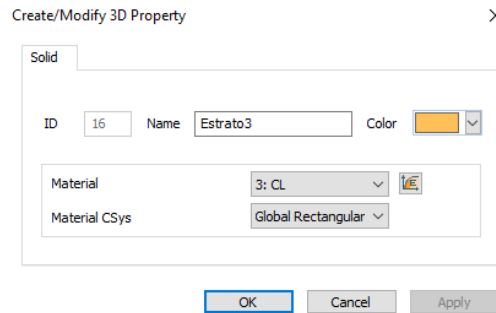 Create/Modify 3D Property
Solid
ID 16 Name Estrato3 Color
Material 3: CL
Material CSys Global Rectangular
OK Cancel Apply